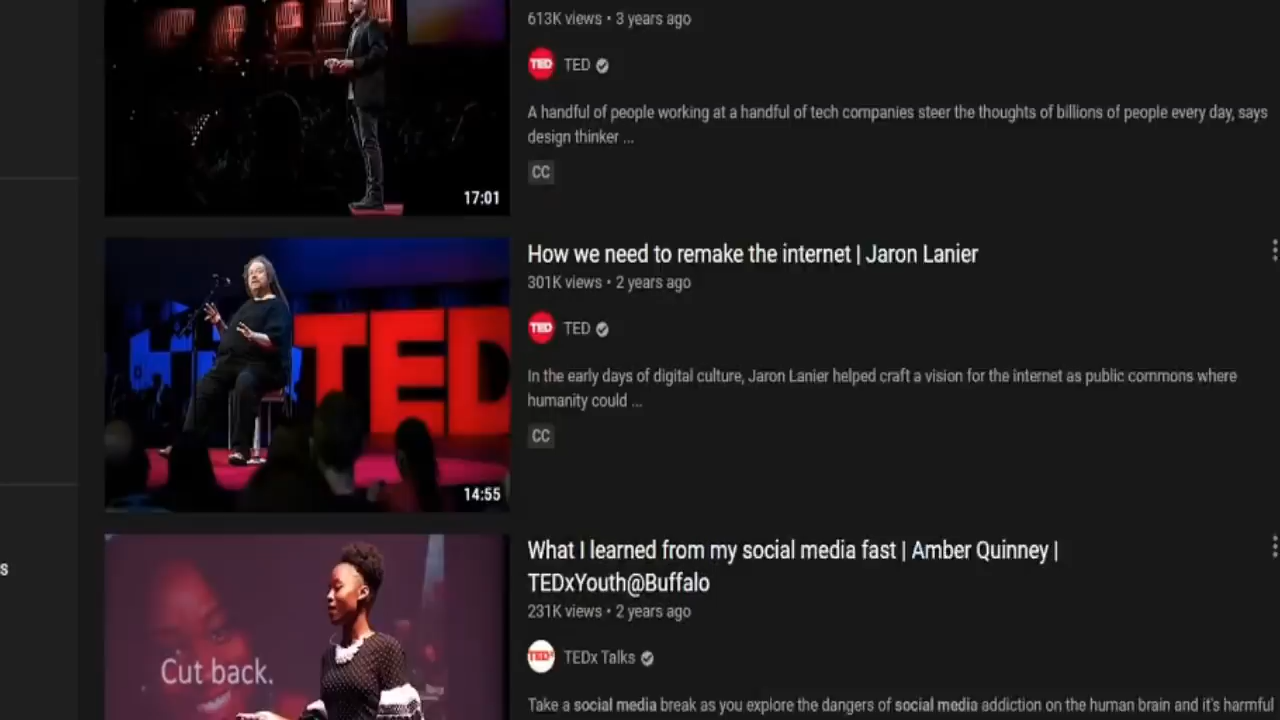 613K views • 3 years ago
TED TED
A handful of people working at a handful of tech companies steer the thoughts of billions of people every day, says
design thinker ...
CC
17:01
How we need to remake the internet | Jaron Lanier
301K views • 2 years ago
TED TED
TED
In the early days of digital culture, Jaron Lanier helped craft a vision for the internet as public commons where
humanity could ...
CC
14:55
What I learned from my social media fast | Amber Quinney |
TEDxYouth@Buffalo
s
231K views • 2 years ago
TEDx TEDx Talks
Cut back.
Take a social media break as you explore the dangers of social media addiction on the human brain and it's harmful